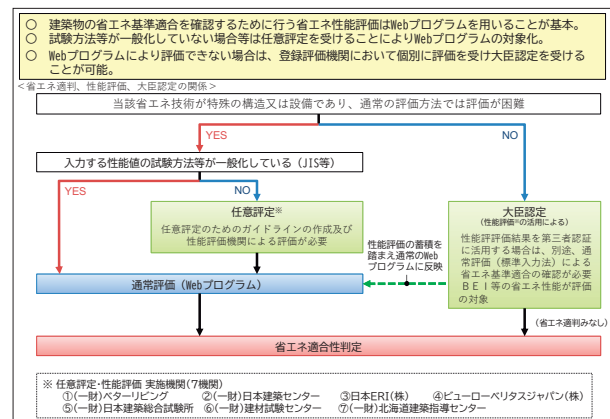 ○ 建築物の省エネ基準適合を確認するために行う省エネ性能評価はWebプログラムを用いることが基本。
○ 試験方法等が一般化していない場合等は任意評定を受けることによりWebプログラムの対象化。
○ Webプログラムにより評価できない場合は、登録評価機関において個別に評価を受け大臣認定を受ける
ことが可能。
<省エネ適判、性能評価、大臣認定の関係>
当該省エネ技術が特殊の構造又は設備であり、通常の評価方法では評価が困難
YES
NO
入力する性能値の試験方法等が一般化している（JIS等）
YES
NO
任意評定※
任意評定のためのガイドラインの作成及び
性能評価機関による評価が必要
大臣認定
(性能評価※の活用による)
性能評価結果を第三者認証
に活用する場合は、別途、通
常評価（標準入力法）による
省エネ基準適合の確認が必要
ＢＥＩ等の省エネ性能が評価
の対象
性能評価の蓄積を
踏まえ通常のWeb
プログラムに反映
通常評価（Webプログラム）
(省エネ適判みなし)
省エネ適合性判定
※ 任意評定・性能評価 実施機関(7機関)
①(一財)ベターリビング ②(一財)日本建築センター ③日本ERI(株) ④ビューローベリタスジャパン(株)
⑤(一財)日本建築総合試験所 ⑥(一財)建材試験センター ⑦(一財)北海道建築指導センター